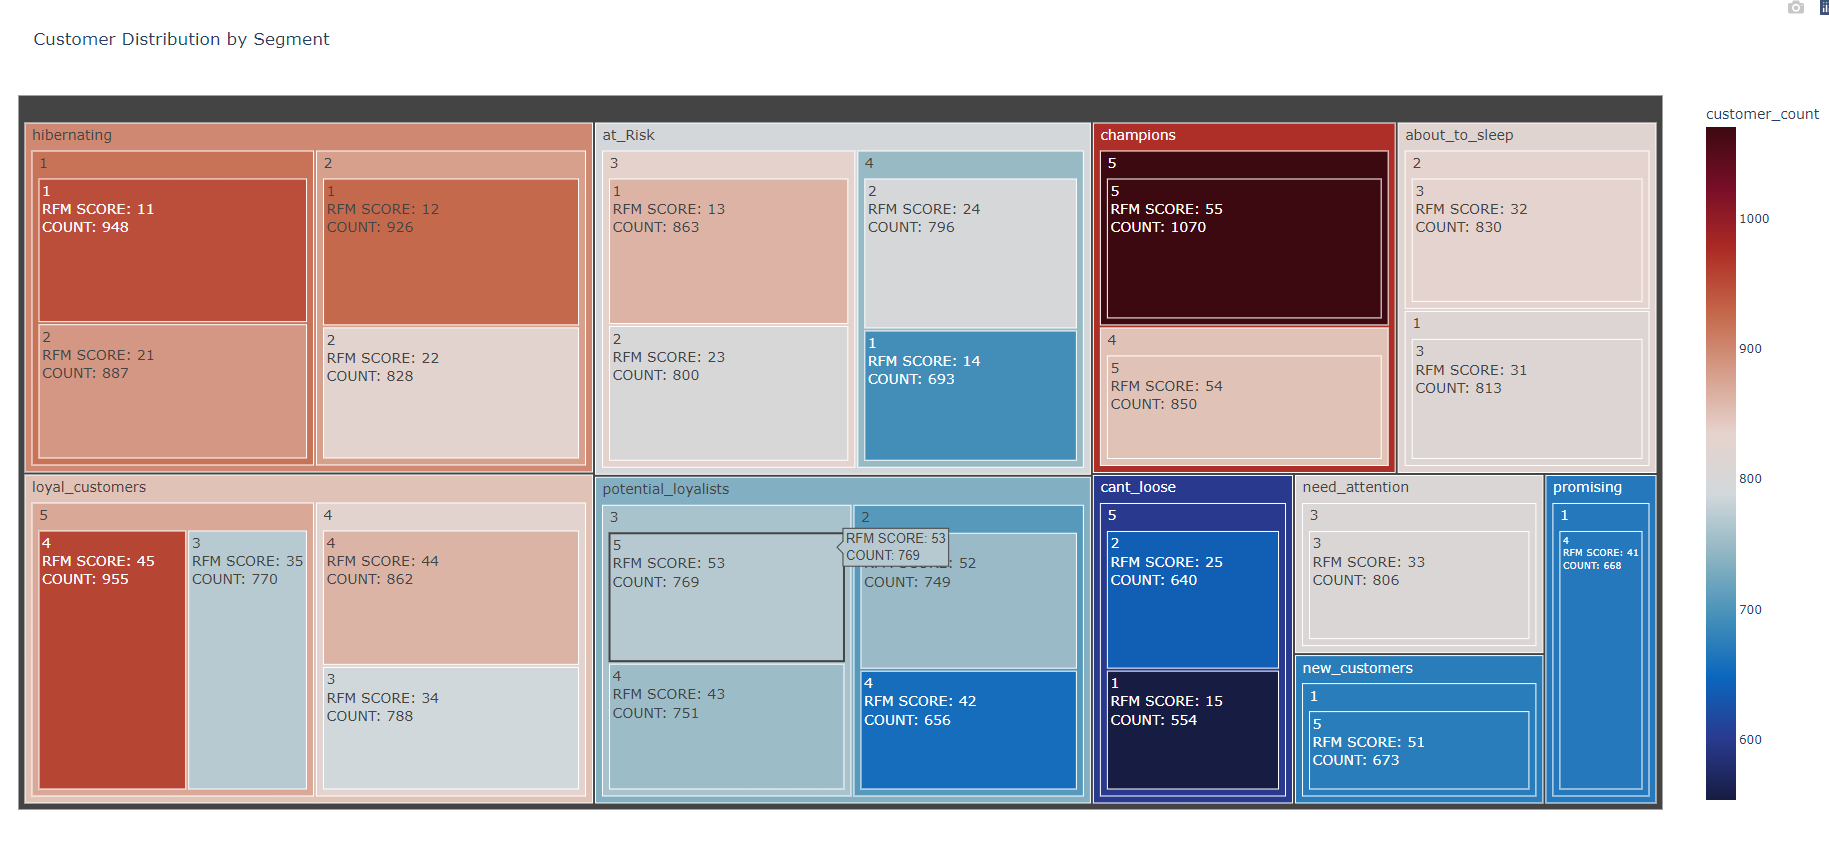 Customer Distribution by Segment
hibernating
1
1
RFM SCORE: 11
COUNT: 948
2
RFM SCORE: 21
COUNT: 887
2
1
RFM SCORE: 12
COUNT: 926
2
RFM SCORE: 22
COUNT: 828
at_Risk
3
1
RFM SCORE: 13
COUNT: 863
2
RFM SCORE: 23
COUNT: 800
4
2
RFM SCORE: 24
COUNT: 796
1
RFM SCORE: 14
COUNT: 693
champions
5
5
RFM SCORE: 55
COUNT: 1070
4
5
RFM SCORE: 54
COUNT: 850
about_to_sleep
2
3
RFM SCORE: 32
COUNT: 830
1
3
RFM SCORE: 31
COUNT: 813
loyal_customers
5
4
RFM SCORE: 45
COUNT: 955
3
RFM SCORE: 35
COUNT: 770
4
4
RFM SCORE: 44
COUNT: 862
3
RFM SCORE: 34
COUNT: 788
potential_loyalists
3
5
RFM SCORE: 53
COUNT: 769
4
RFM SCORE: 43
COUNT: 751
2
RFM SCORE: 53
COUNT: 769
52
COUNT: 749
4
RFM SCORE: 42
COUNT: 656
cant_loose
5
2
RFM SCORE: 25
COUNT: 640
1
RFM SCORE: 15
COUNT: 554
need_attention
3
3
RFM SCORE: 33
COUNT: 806
new_customers
1
5
RFM SCORE: 51
COUNT: 673
promising
1
4
RFM SCORE: 41
COUNT: 668
customer_count
1000
900
800
700
600